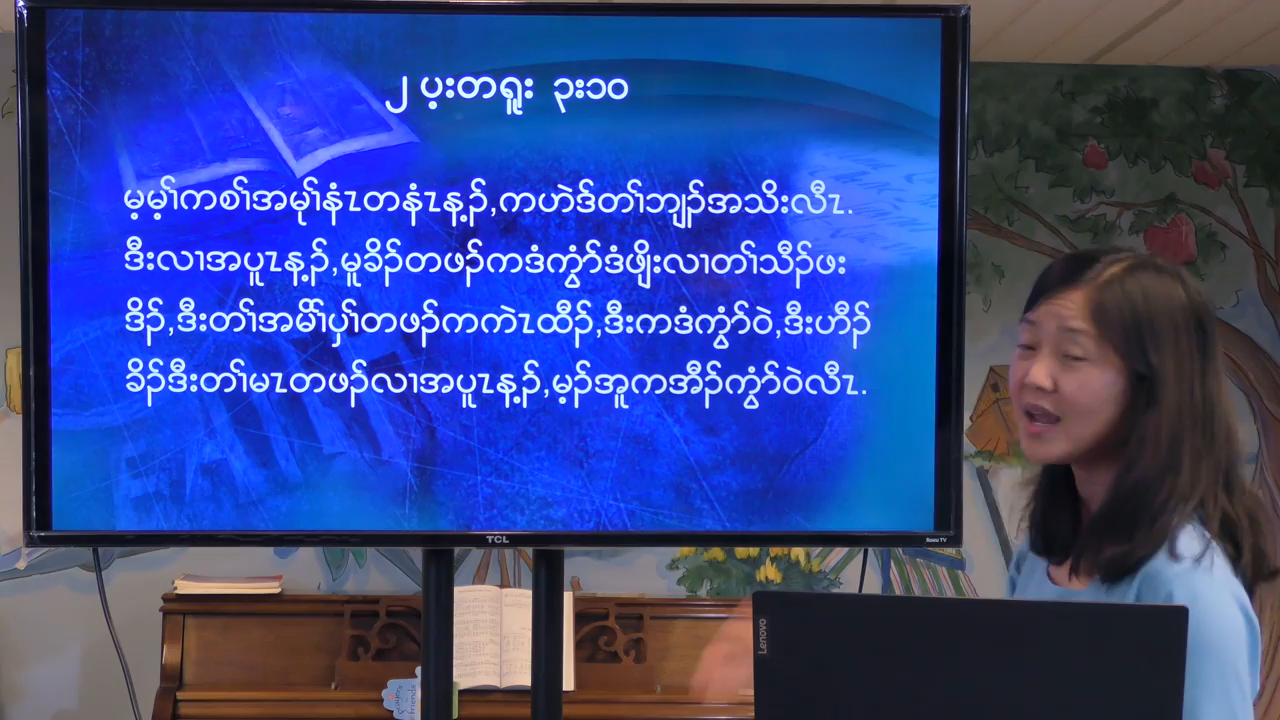 ၂ ပ့းတရူး ၃း၁၀
မ့မ့ၢ်ကစၢ်အမုၢ်နံၤတနံၤန့ၣ်,ကဟဲဒ်တၢ်ဘျၣ်အသိးလီၤ.
ဒီးလၢအပူၤန့ၣ်,မူခိၣ်တဖၣ်ကဒံကွံာ်ဒံဖျိးလၢတၢ်သီၣ်ဖး
ဒိၣ်,ဒီးတၢ်အမိၢ်ပှၢ်တဖၣ်ကကဲၤထီၣ်,ဒီးကဒံကွံာ်ဝဲ,ဒီးဟီၣ်
ခိၣ်ဒီးတၢ်မၤတဖၣ်လၢအပူၤန့ၣ်,မ့ၣ်အူကအီၣ်ကွံာ်ဝဲလီၤ.
TCL
Roku TV
Lenovo
friends